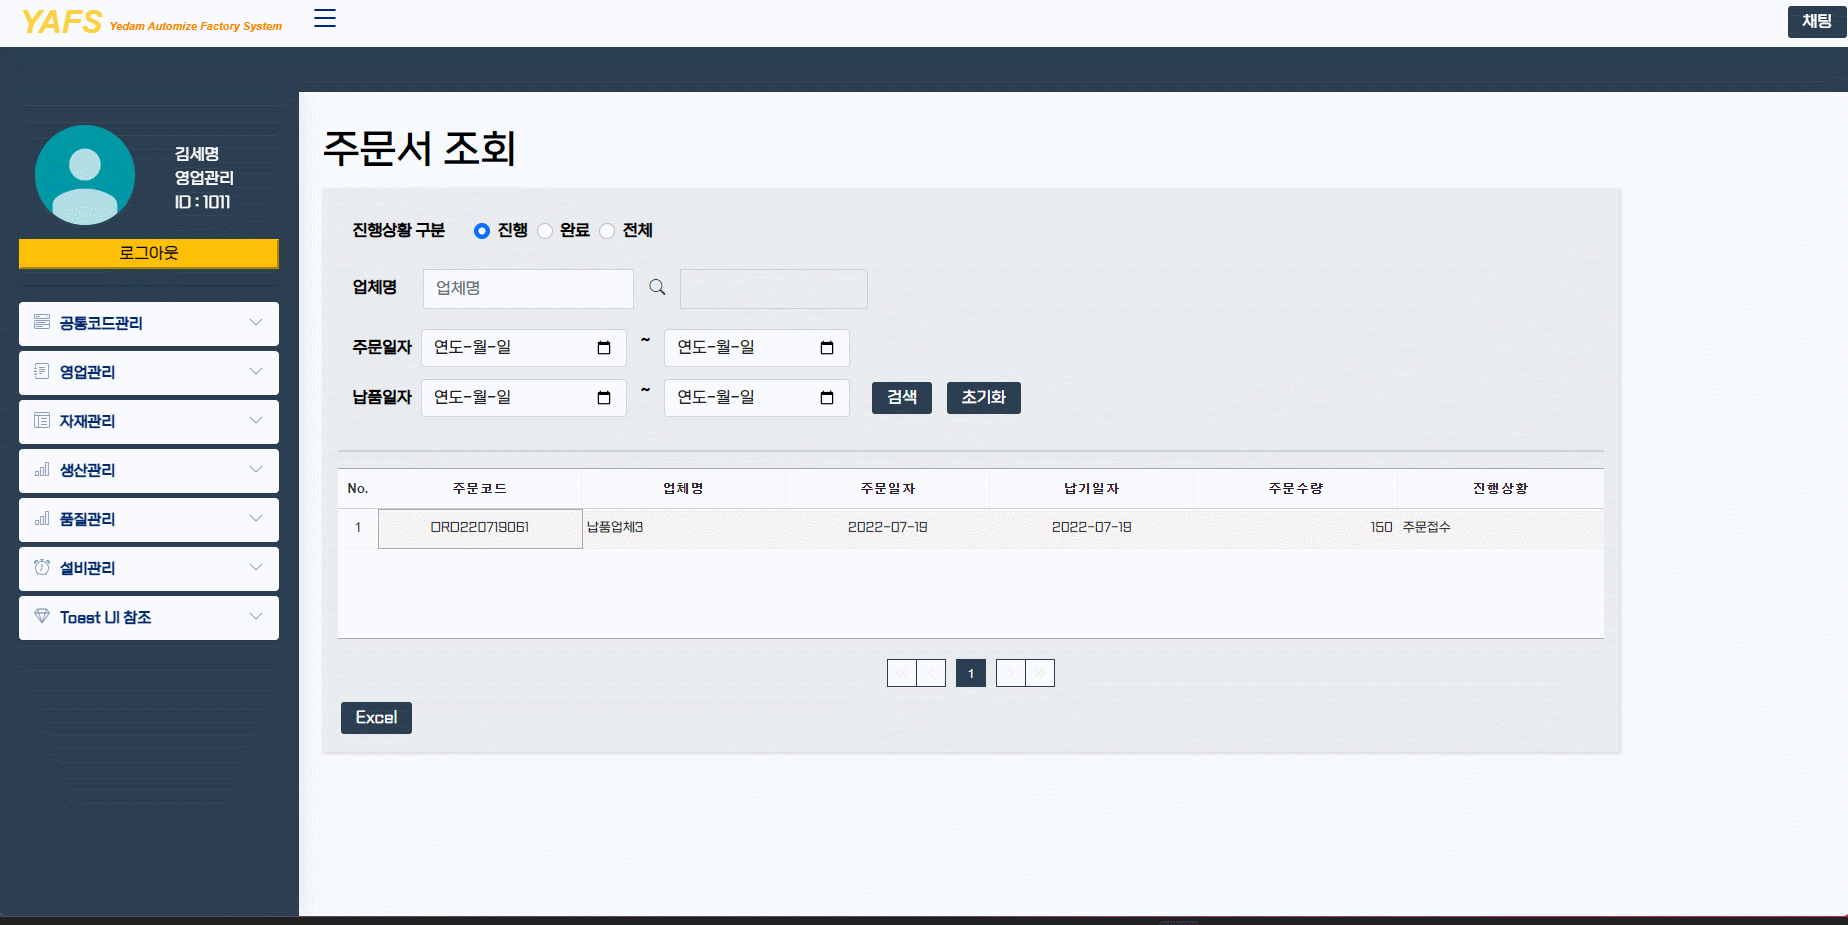 YAFS Yedam Automize Factory System
채팅
김세명
영업관리
ID : 1011
로그아웃
공통코드관리
영업관리
자재관리
생산관리
품질관리
설비관리
Toast UI 참조
주문서 조회
진행상황 구분 진행 완료 전체
업체명 업체명
주문일자 연도-월-일 ~ 연도-월-일
납품일자 연도-월-일 ~ 연도-월-일 검색 초기화
No. 주문코드 업체명 주문일자 납기일자 주문수량 진행상황
1 ORD220719061 납품업체3 2022-07-19 2022-07-19 150 주문접수
1
Excel